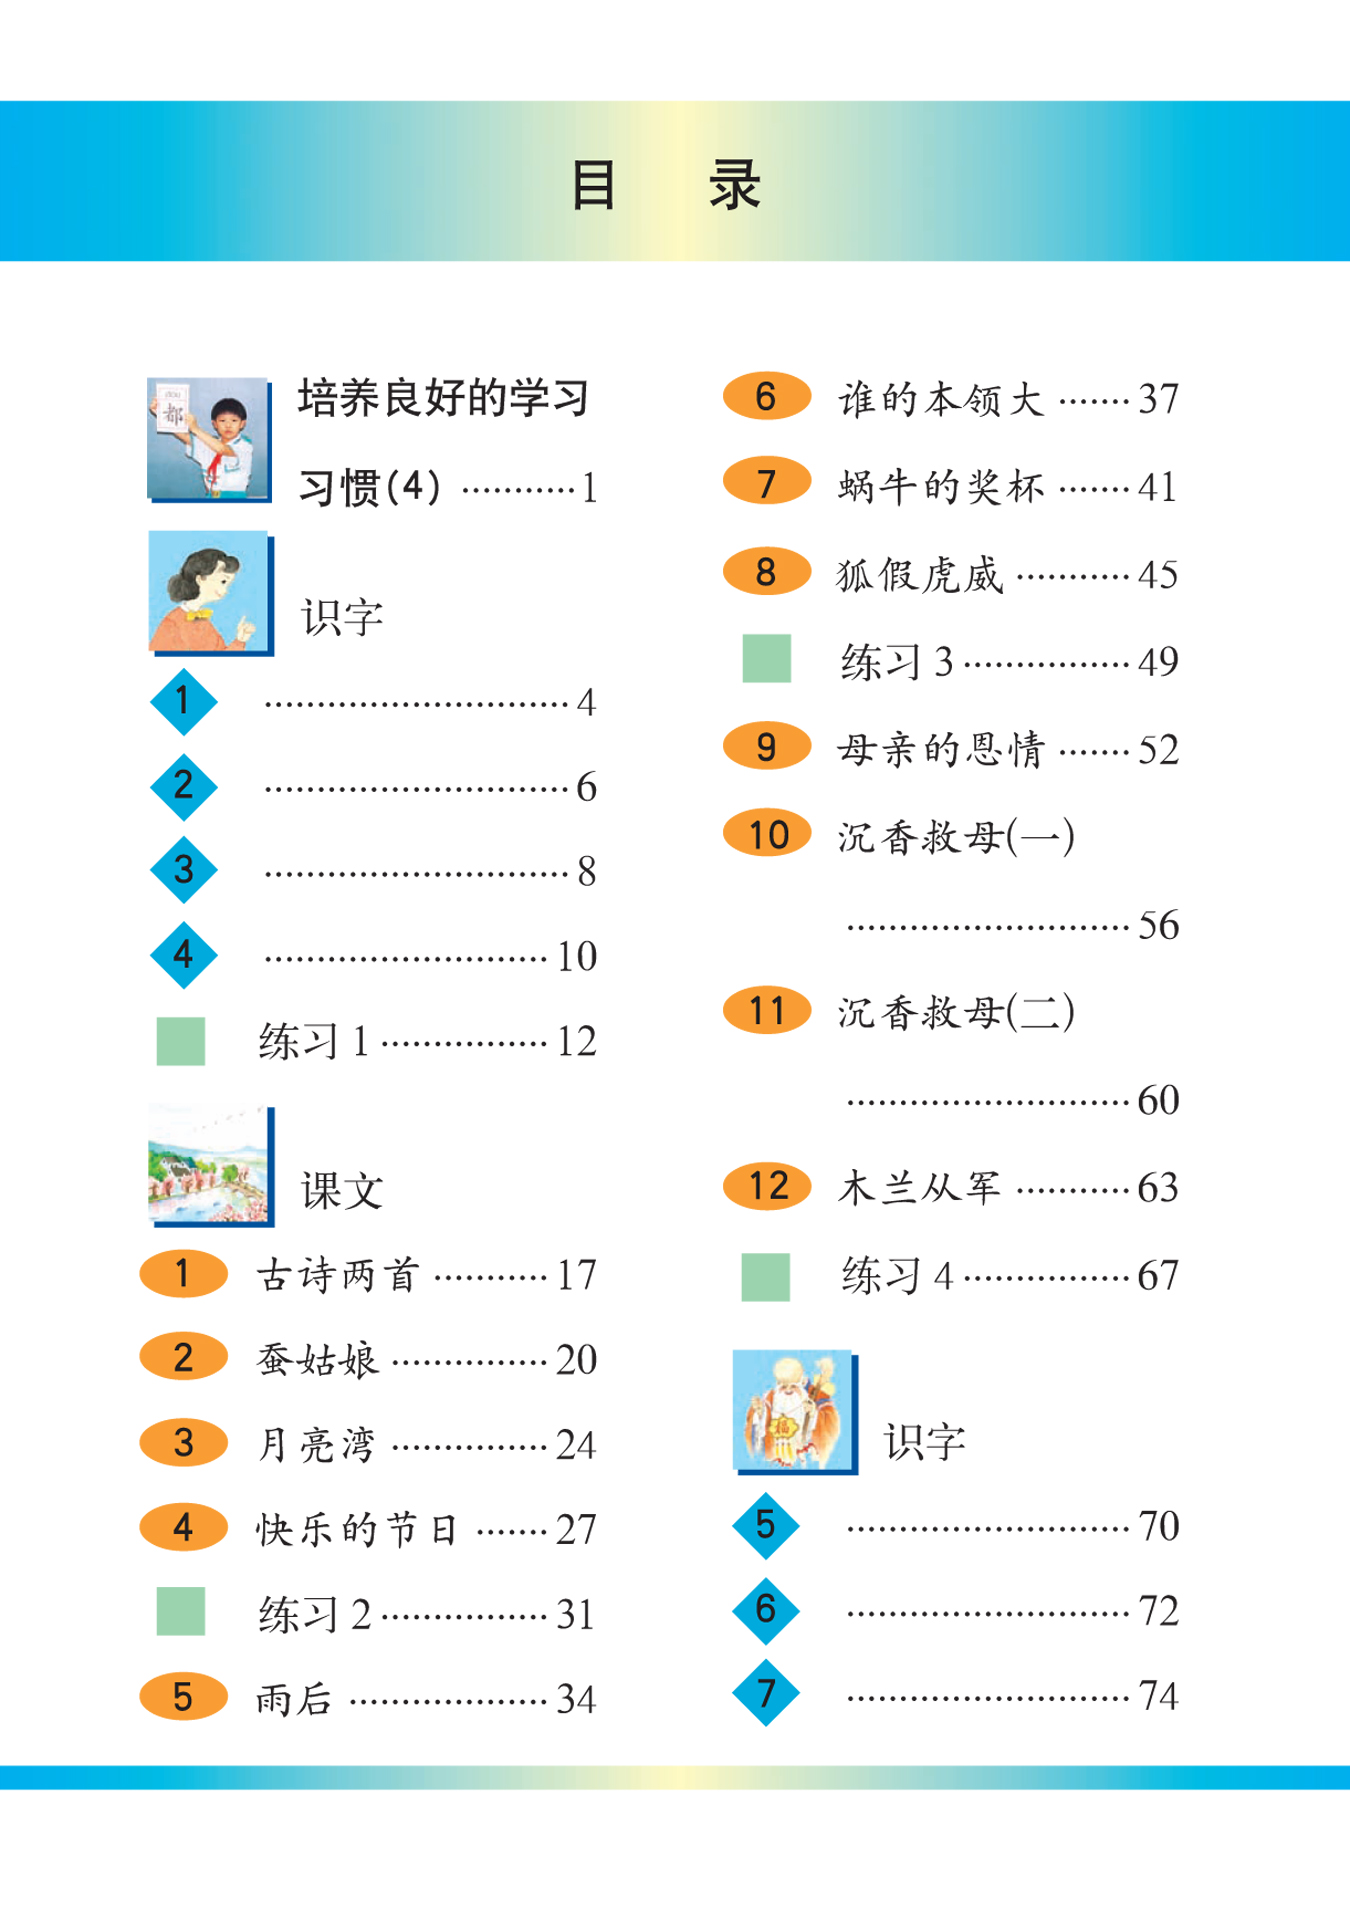 目 录
培养良好的学习
习惯(4) ··········· 1
识字
1 ····························· 4
2 ····························· 6
3 ····························· 8
4 ··························· 10
练习 1 ················ 12
课文
1 古诗两首 ··········· 17
2 蚕姑娘 ··············· 20
3 月亮湾 ··············· 24
4 快乐的节日 ······· 27
练习 2 ················ 31
5 雨后 ··················· 34
6 谁的本领大 ······· 37
7 蜗牛的奖杯 ······· 41
8 狐假虎威 ··········· 45
练习 3 ················ 49
9 母亲的恩情 ······· 52
10 沉香救母(一)
··························· 56
11 沉香救母(二)
··························· 60
12 木兰从军 ··········· 63
练习 4 ················ 67
福
识字
5 ··························· 70
6 ··························· 72
7 ··························· 74